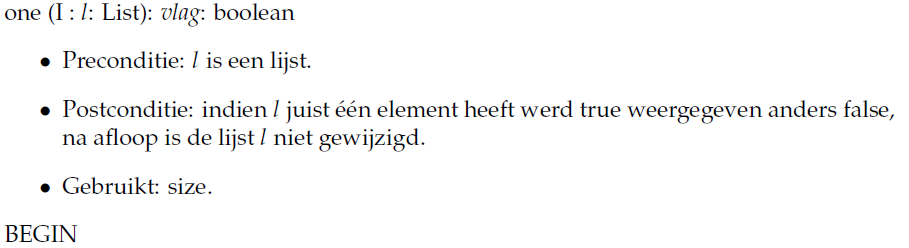 one (I : l: List): vlag: boolean
• Preconditie: l is een lijst.
• Postconditie: indien l juist één element heeft werd true weergegeven anders false,
na afloop is de lijst l niet gewijzigd.
• Gebruikt: size.
BEGIN